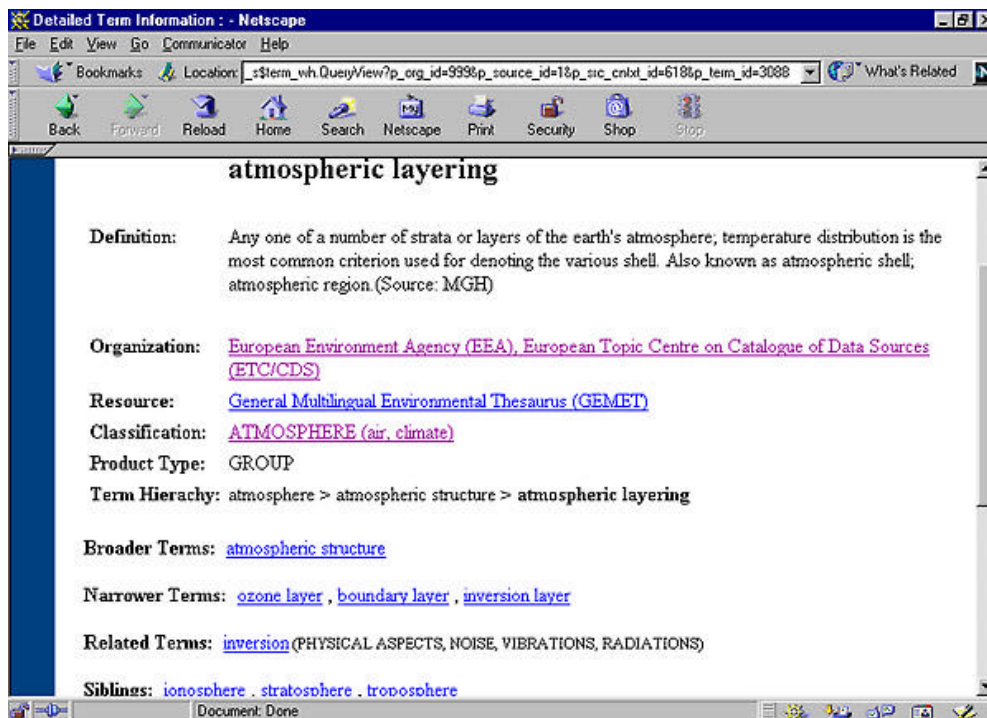 Detailed Term Information : - Netscape
File Edit View Go Communicator Help
Bookmarks Location: _s$term_wh.QueryView?p_org_id=999&p_source_id=1&p_src_cntxt_id=618&p_term_id=3088 What's Related
Back Forward Reload Home Search Netscape Print Security Shop Stop
atmospheric layering
Definition: Any one of a number of strata or layers of the earth's atmosphere; temperature distribution is the
most common criterion used for denoting the various shell. Also known as atmospheric shell;
atmospheric region.(Source: MGH)
Organization: European Environment Agency (EEA), European Topic Centre on Catalogue of Data Sources
(ETC/CDS)
Resource: General Multilingual Environmental Thesaurus (GEMET)
Classification: ATMOSPHERE (air, climate)
Product Type: GROUP
Term Hierachy: atmosphere > atmospheric structure > atmospheric layering
Broader Terms: atmospheric structure
Narrower Terms: ozone layer , boundary layer , inversion layer
Related Terms: inversion (PHYSICAL ASPECTS, NOISE, VIBRATIONS, RADIATIONS)
Siblings: ionosphere , stratosphere , troposphere
Document: Done